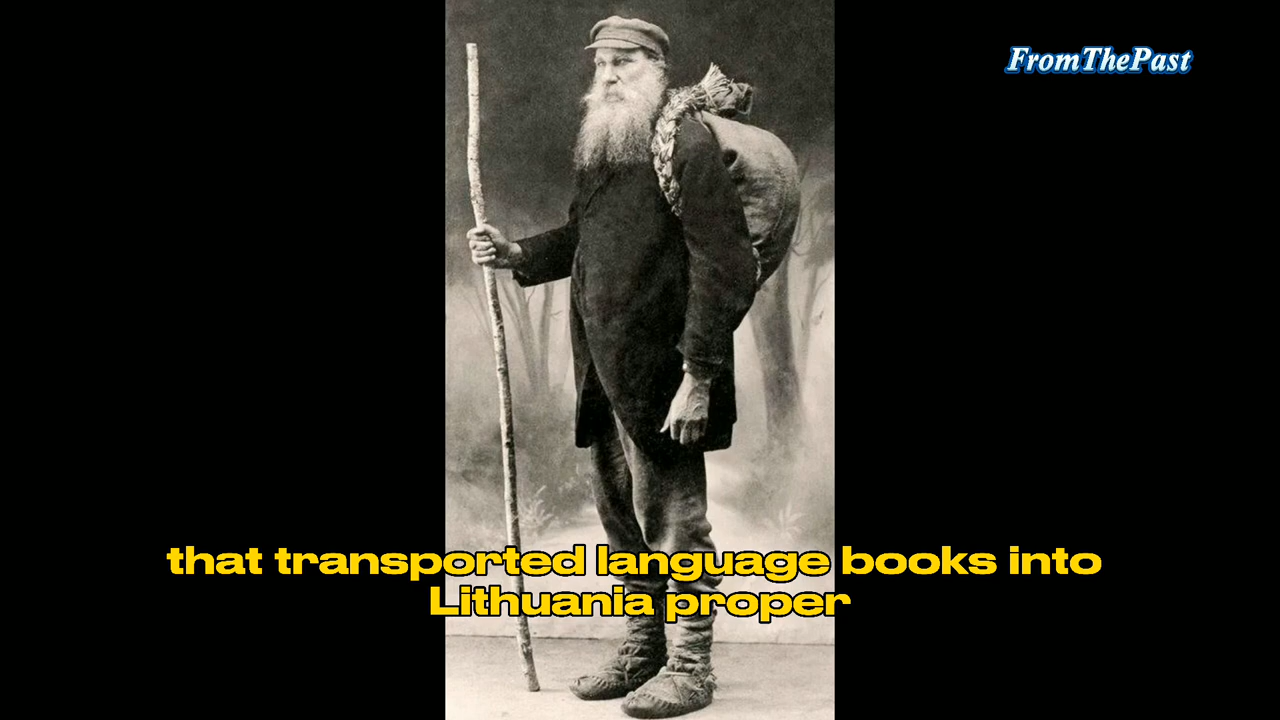 FromThePast
that transported language books into
Lithuania proper